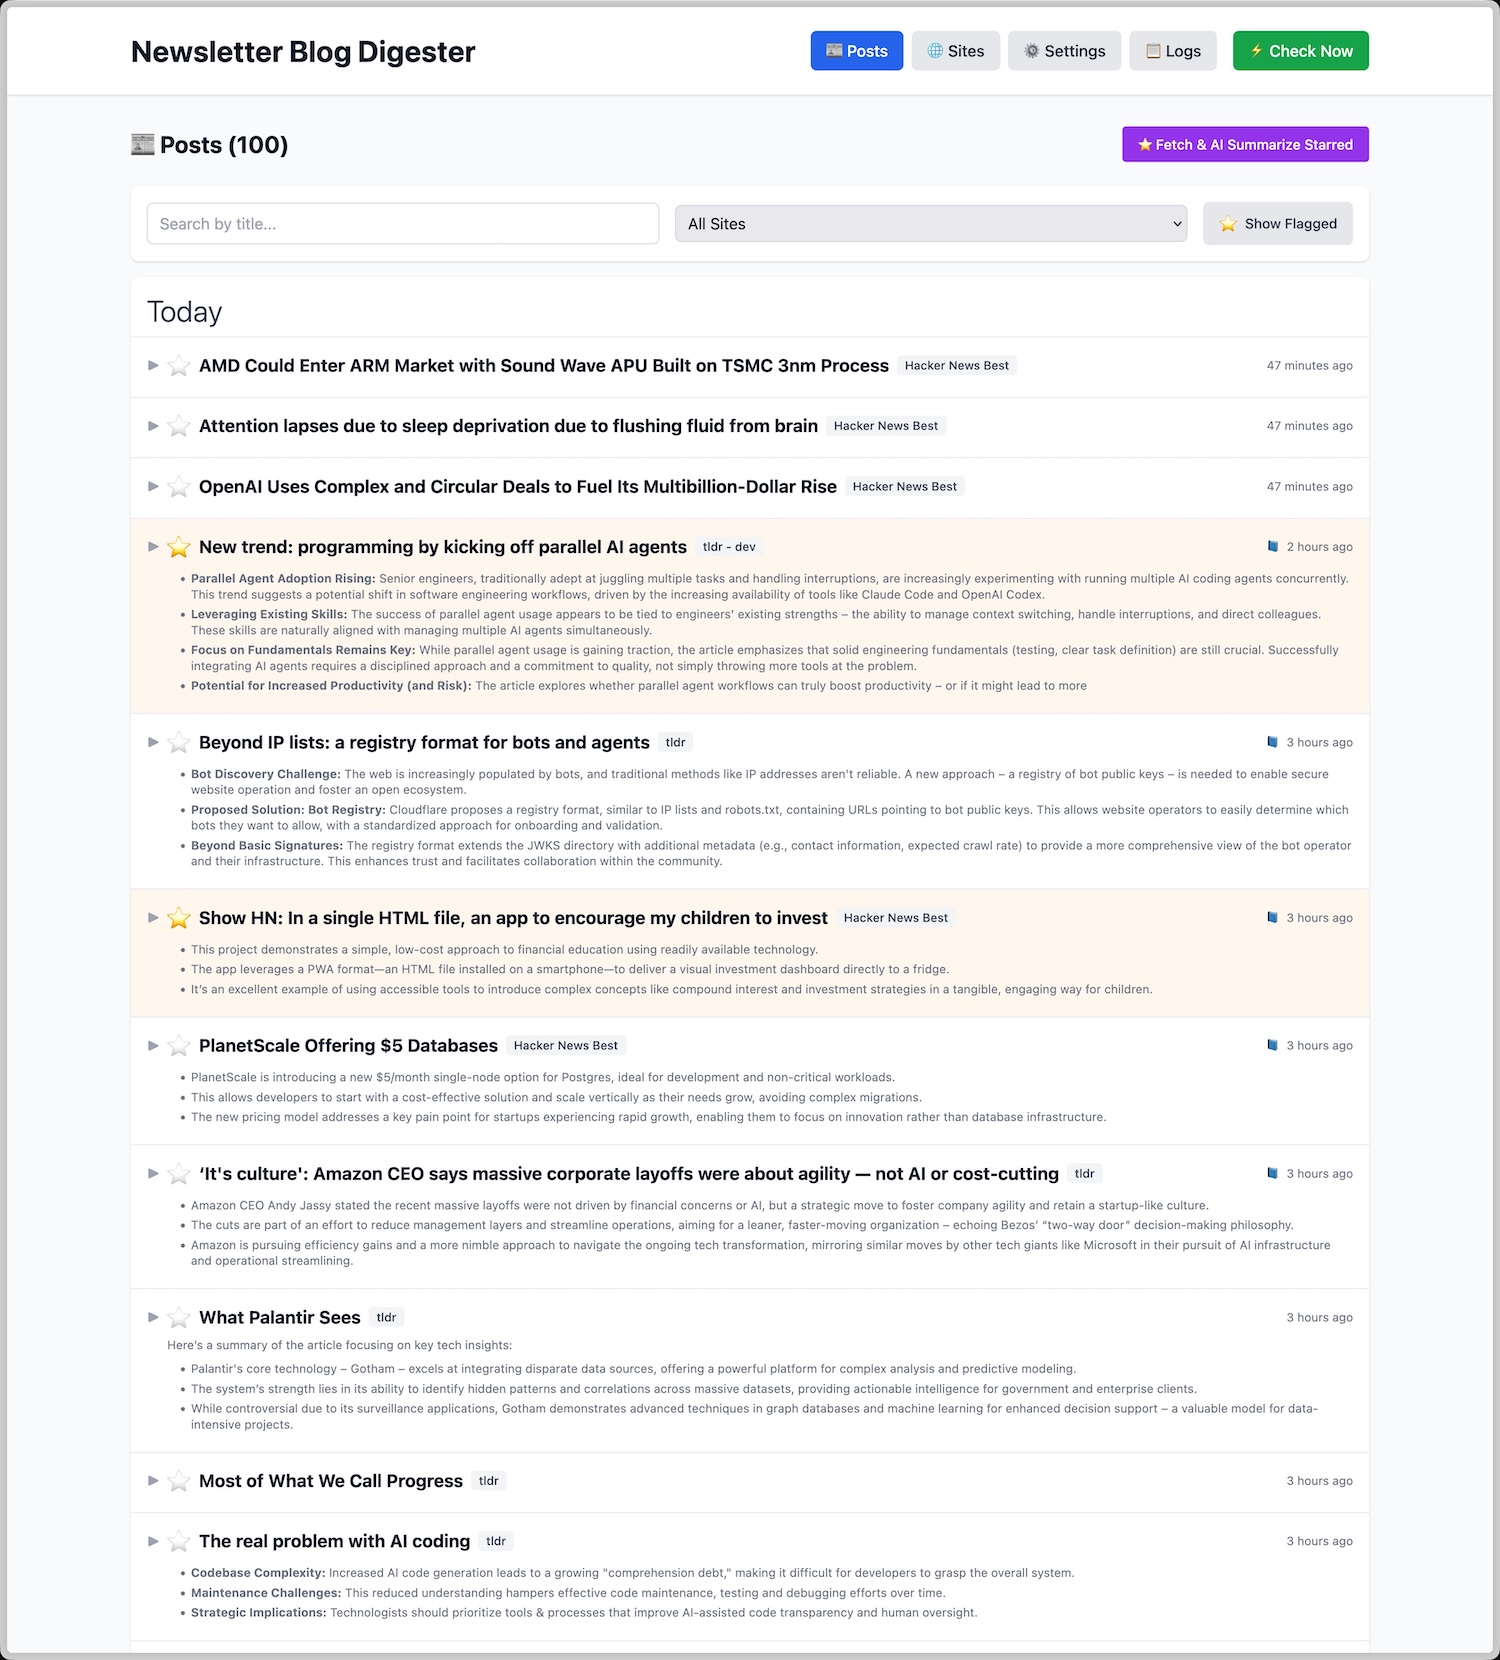 Newsletter Blog Digester
Posts
Sites
Settings
Logs
Check Now
Posts (100)
Fetch & AI Summarize Starred
Search by title...
All Sites
Show Flagged
Today
AMD Could Enter ARM Market with Sound Wave APU Built on TSMC 3nm Process Hacker News Best 47 minutes ago
Attention lapses due to sleep deprivation due to flushing fluid from brain Hacker News Best 47 minutes ago
OpenAI Uses Complex and Circular Deals to Fuel Its Multibillion-Dollar Rise Hacker News Best 47 minutes ago
New trend: programming by kicking off parallel AI agents tldr - dev 2 hours ago
• Parallel Agent Adoption Rising: Senior engineers, traditionally adept at juggling multiple tasks and handling interruptions, are increasingly experimenting with running multiple AI coding agents concurrently.
This trend suggests a potential shift in software engineering workflows, driven by the increasing availability of tools like Claude Code and OpenAI Codex.
• Leveraging Existing Skills: The success of parallel agent usage appears to be tied to engineers' existing strengths – the ability to manage context switching, handle interruptions, and direct colleagues.
These skills are naturally aligned with managing multiple AI agents simultaneously.
• Focus on Fundamentals Remains Key: While parallel agent usage is gaining traction, the article emphasizes that solid engineering fundamentals (testing, clear task definition) are still crucial. Successfully
integrating AI agents requires a disciplined approach and a commitment to quality, not simply throwing more tools at the problem.
• Potential for Increased Productivity (and Risk): The article explores whether parallel agent workflows can truly boost productivity – or if it might lead to more
Beyond IP lists: a registry format for bots and agents tldr 3 hours ago
• Bot Discovery Challenge: The web is increasingly populated by bots, and traditional methods like IP addresses aren't reliable. A new approach – a registry of bot public keys – is needed to enable secure
website operation and foster an open ecosystem.
• Proposed Solution: Bot Registry: Cloudflare proposes a registry format, similar to IP lists and robots.txt, containing URLs pointing to bot public keys. This allows website operators to easily determine which
bots they want to allow, with a standardized approach for onboarding and validation.
• Beyond Basic Signatures: The registry format extends the JWKS directory with additional metadata (e.g., contact information, expected crawl rate) to provide a more comprehensive view of the bot operator
and their infrastructure. This enhances trust and facilitates collaboration within the community.
Show HN: In a single HTML file, an app to encourage my children to invest Hacker News Best 3 hours ago
• This project demonstrates a simple, low-cost approach to financial education using readily available technology.
• The app leverages a PWA format—an HTML file installed on a smartphone—to deliver a visual investment dashboard directly to a fridge.
• It's an excellent example of using accessible tools to introduce complex concepts like compound interest and investment strategies in a tangible, engaging way for children.
PlanetScale Offering $5 Databases Hacker News Best 3 hours ago
• PlanetScale is introducing a new $5/month single-node option for Postgres, ideal for development and non-critical workloads.
• This allows developers to start with a cost-effective solution and scale vertically as their needs grow, avoiding complex migrations.
• The new pricing model addresses a key pain point for startups experiencing rapid growth, enabling them to focus on innovation rather than database infrastructure.
‘It's culture': Amazon CEO says massive corporate layoffs were about agility — not AI or cost-cutting tldr 3 hours ago
• Amazon CEO Andy Jassy stated the recent massive layoffs were not driven by financial concerns or AI, but a strategic move to foster company agility and retain a startup-like culture.
• The cuts are part of an effort to reduce management layers and streamline operations, aiming for a leaner, faster-moving organization – echoing Bezos’ “two-way door” decision-making philosophy.
• Amazon is pursuing efficiency gains and a more nimble approach to navigate the ongoing tech transformation, mirroring similar moves by other tech giants like Microsoft in their pursuit of AI infrastructure
and operational streamlining.
What Palantir Sees tldr 3 hours ago
Here's a summary of the article focusing on key tech insights:
• Palantir's core technology – Gotham – excels at integrating disparate data sources, offering a powerful platform for complex analysis and predictive modeling.
• The system's strength lies in its ability to identify hidden patterns and correlations across massive datasets, providing actionable intelligence for government and enterprise clients.
• While controversial due to its surveillance applications, Gotham demonstrates advanced techniques in graph databases and machine learning for enhanced decision support – a valuable model for data-
intensive projects.
Most of What We Call Progress tldr 3 hours ago
The real problem with AI coding tldr 3 hours ago
• Codebase Complexity: Increased AI code generation leads to a growing "comprehension debt," making it difficult for developers to grasp the overall system.
• Maintenance Challenges: This reduced understanding hampers effective code maintenance, testing and debugging efforts over time.
• Strategic Implications: Technologists should prioritize tools & processes that improve AI-assisted code transparency and human oversight.